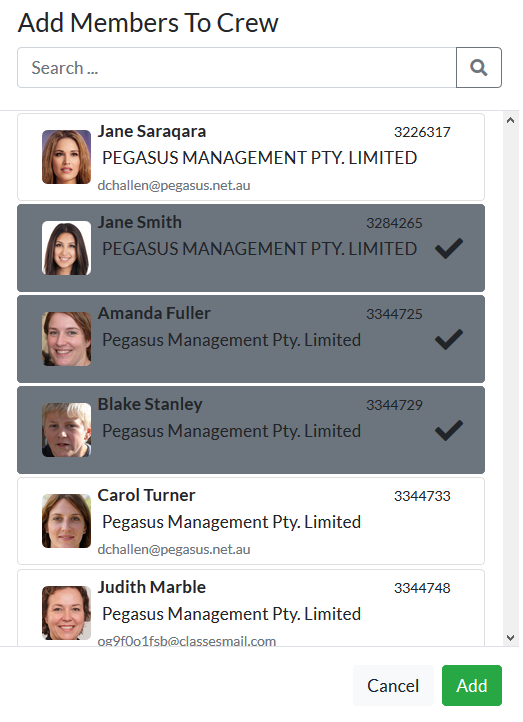 Add Members To Crew
Search ...
Jane Saraqara 3226317
PEGASUS MANAGEMENT PTY. LIMITED
dchallen@pegasus.net.au
Jane Smith 3284265
PEGASUS MANAGEMENT PTY. LIMITED
Amanda Fuller 3344725
Pegasus Management Pty. Limited
Blake Stanley 3344729
Pegasus Management Pty. Limited
Carol Turner 3344733
Pegasus Management Pty. Limited
dchallen@pegasus.net.au
Judith Marble 3344748
Pegasus Management Pty. Limited
og9f0o1fsb@classesmail.com
Cancel Add